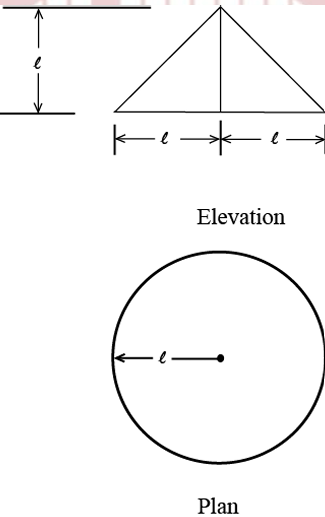 ℓ
ℓ ℓ
Elevation
ℓ
Plan